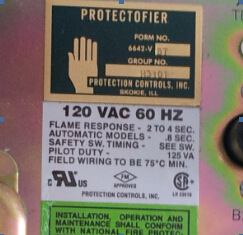 PROTECTOFIER
FORM NO.
6642-V
GROUP NO.
PROTECTION CONTROLS, INC.
SKOKIE, ILL
120 VAC 60 HZ
FLAME RESPONSE - 2 TO 4 SEC.
AUTOMATIC MODELS - .8 SEC.
SAFETY SW. TIMING - SEE SW.
PILOT DUTY - 125 VA
FIELD WIRING TO BE 75°C MIN.
FM
APPROVED
PROTECTION CONTROLS, INC.
INSTALLATION, OPERATION AND
MAINTENANCE SHALL CONFORM
WITH NATIONAL FIRE PROTEC